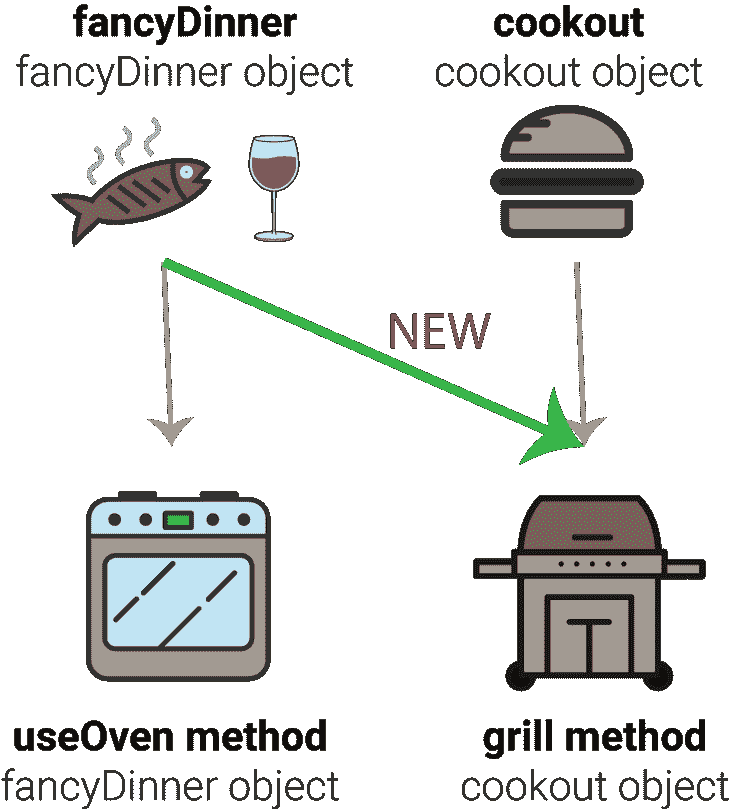 fancyDinner
fancyDinner object
cookout
cookout object
NEW
useOven method
fancyDinner object
grill method
cookout object